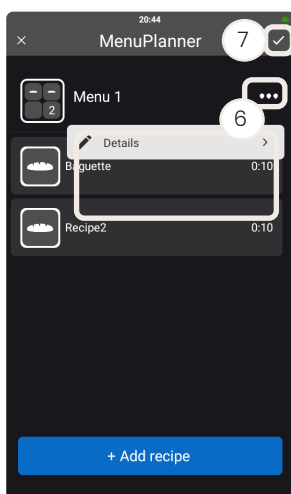 20:44
× MenuPlanner 7
2 Menu 1
6
Details >
Baguette 0:10
Recipe2 0:10
+ Add recipe